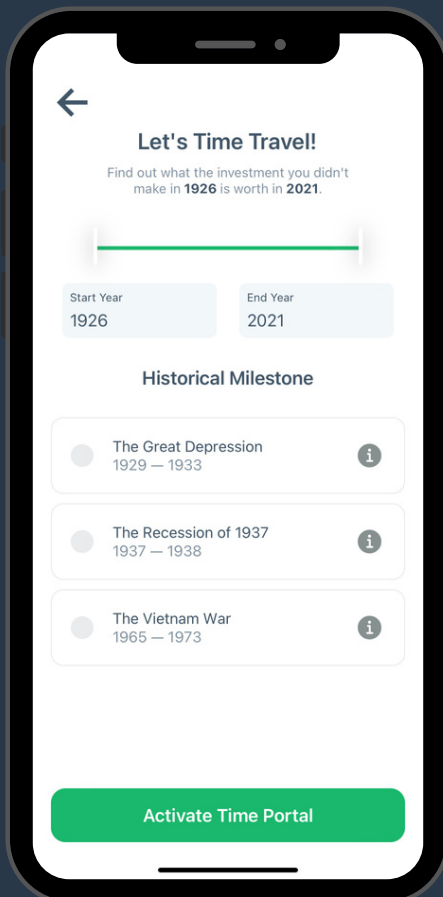 Let's Time Travel!
Find out what the investment you didn't
make in 1926 is worth in 2021.
Start Year
1926
End Year
2021
Historical Milestone
The Great Depression
1929 — 1933
The Recession of 1937
1937 — 1938
The Vietnam War
1965 — 1973
Activate Time Portal